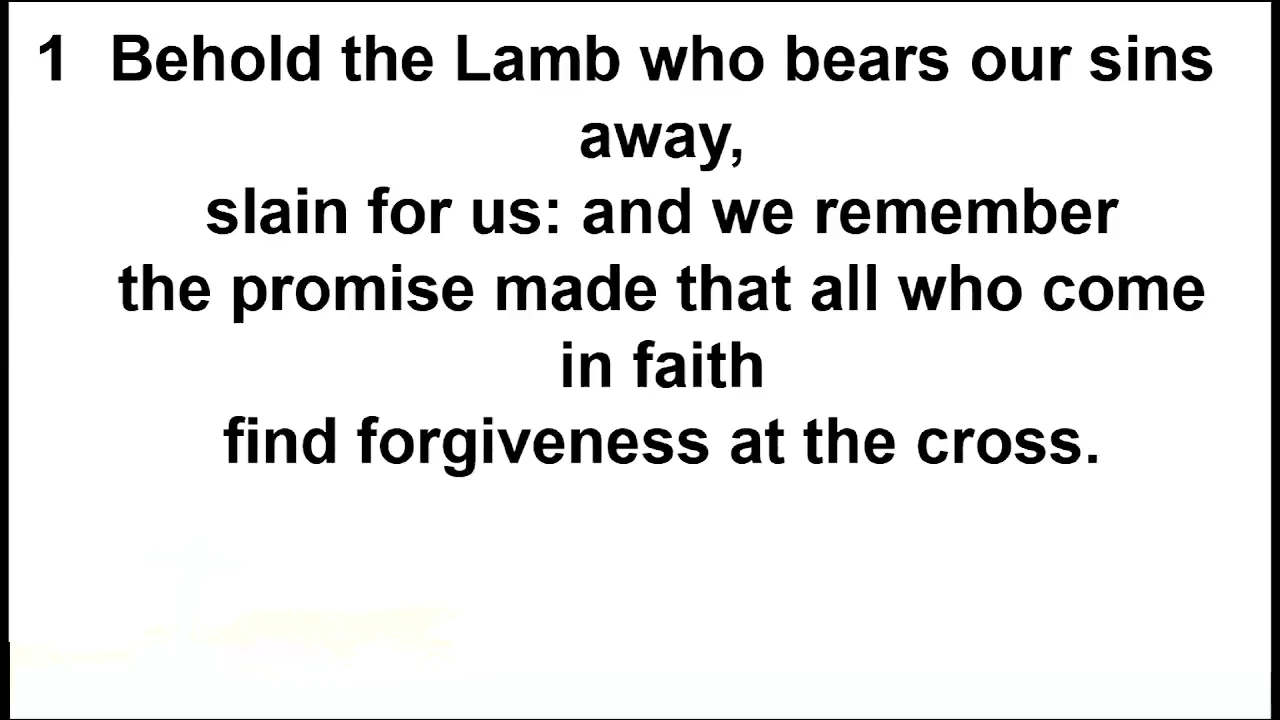 1 Behold the Lamb who bears our sins
away,
slain for us: and we remember
the promise made that all who come
in faith
find forgiveness at the cross.